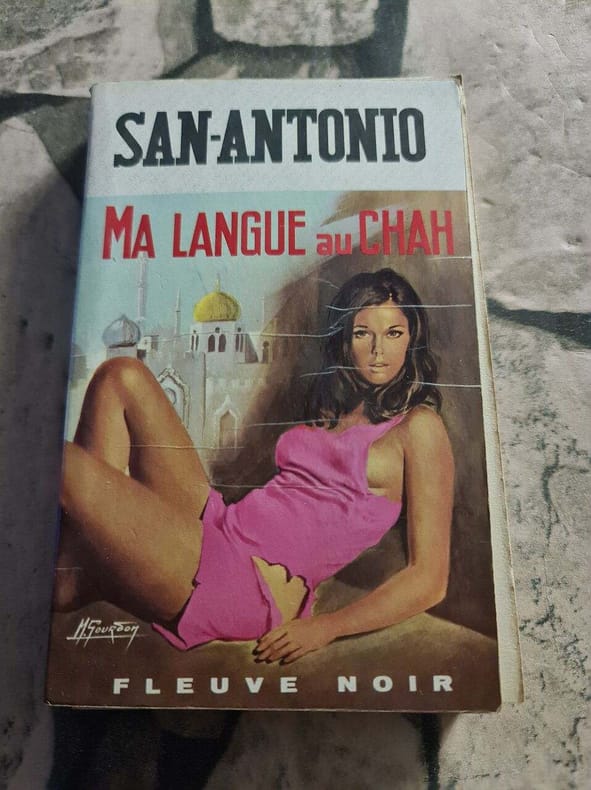 SAN-ANTONIO
MA LANGUE au CHAH
M. Gourdon
FLEUVE NOIR